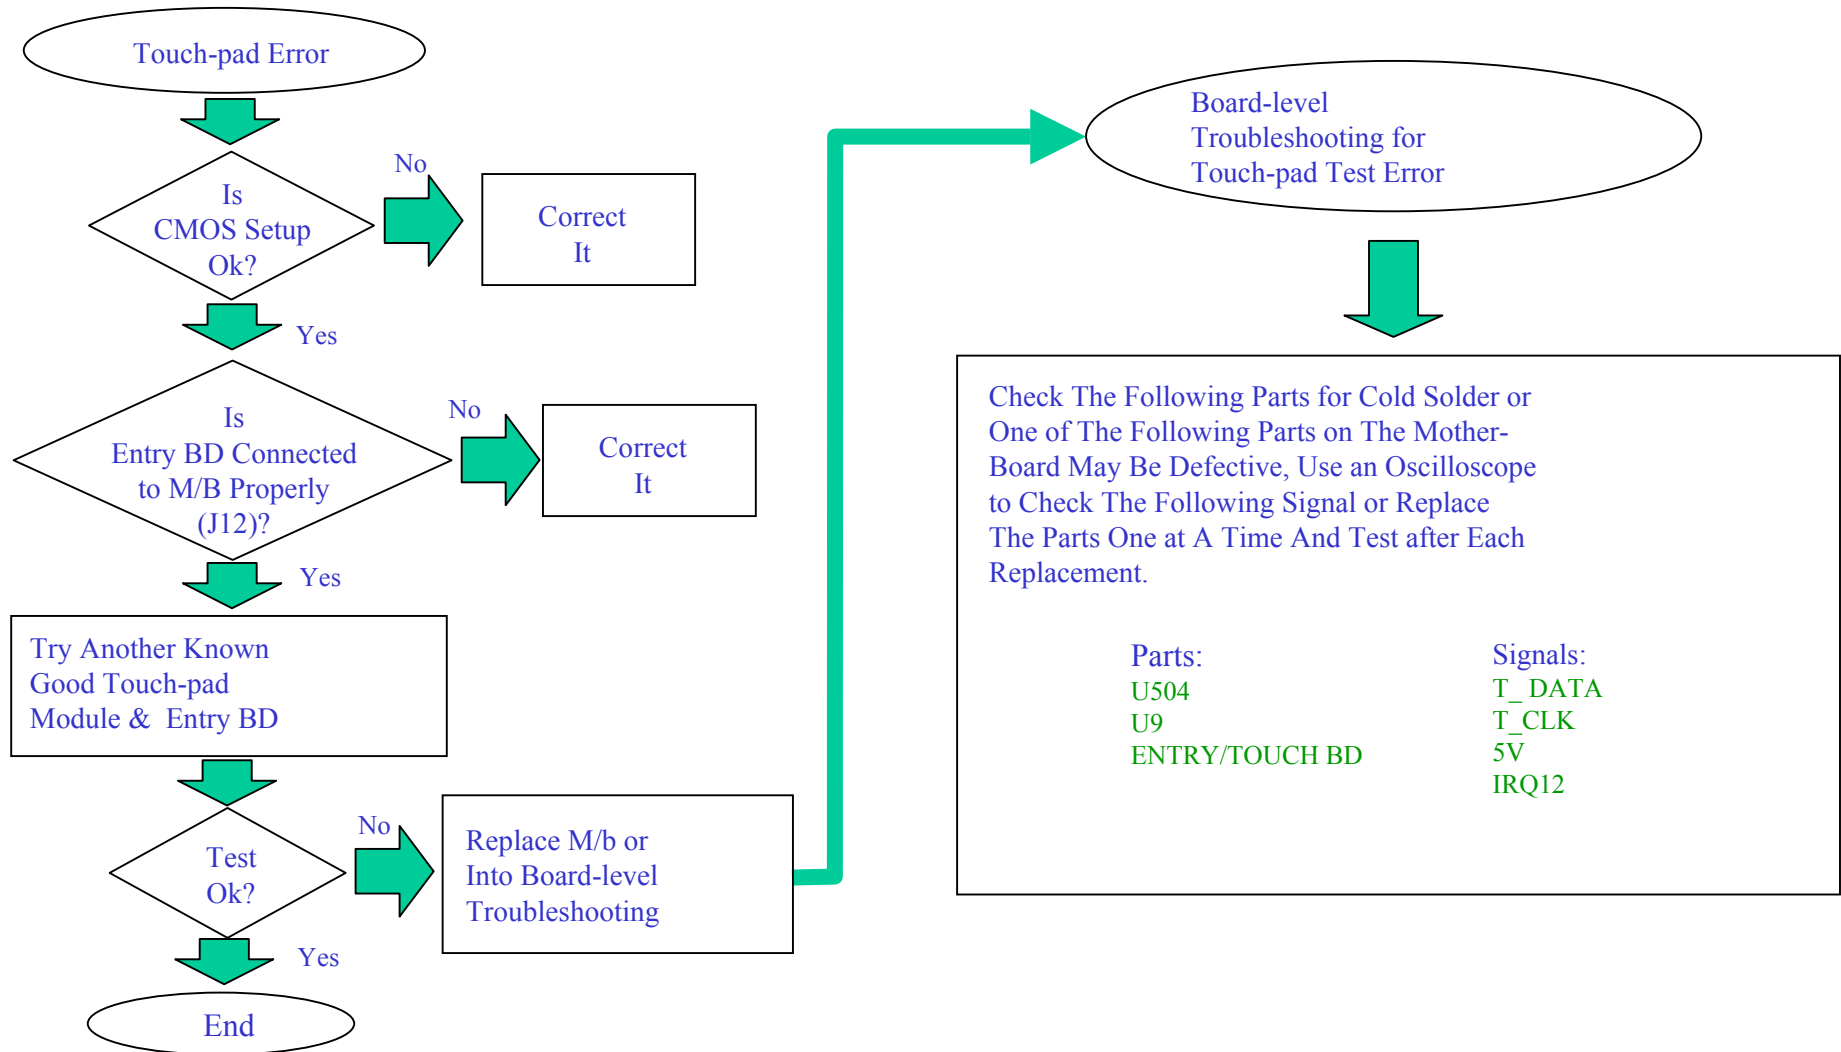 Touch-pad Error
Is
CMOS Setup
Ok?
No
Correct
It
Yes
Is
Entry BD Connected
to M/B Properly
(J12)?
No
Correct
It
Yes
Try Another Known
Good Touch-pad
Module & Entry BD
Test
Ok?
No
Replace M/b or
Into Board-level
Troubleshooting
Yes
End
Board-level
Troubleshooting for
Touch-pad Test Error
Check The Following Parts for Cold Solder or
One of The Following Parts on The Mother-
Board May Be Defective, Use an Oscilloscope
to Check The Following Signal or Replace
The Parts One at A Time And Test after Each
Replacement.
Parts:
U504
U9
ENTRY/TOUCH BD
Signals:
T_ DATA
T_CLK
5V
IRQ12